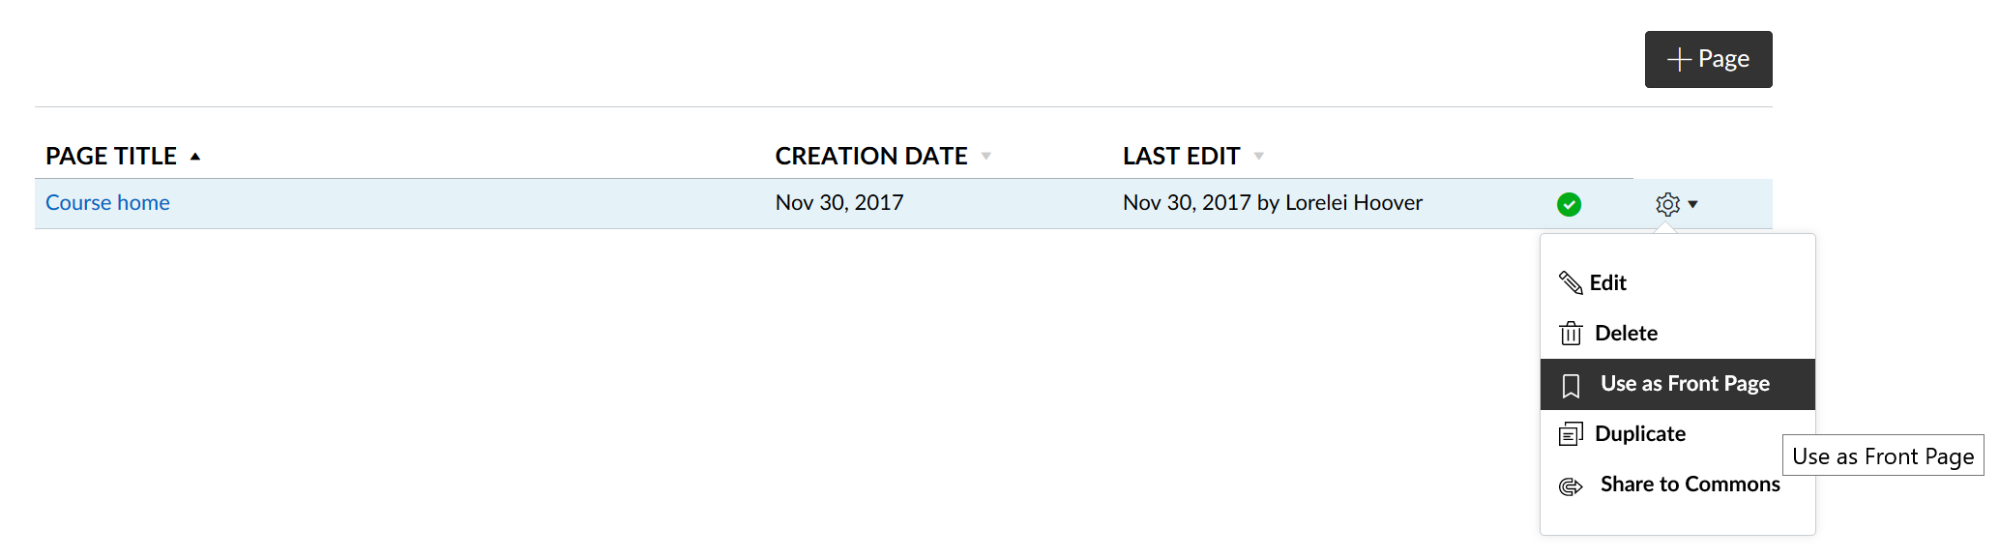 Page
PAGE TITLE CREATION DATE LAST EDIT
Course home Nov 30, 2017 Nov 30, 2017 by Lorelei Hoover
Edit
Delete
Use as Front Page
Duplicate
Use as Front Page
Share to Commons